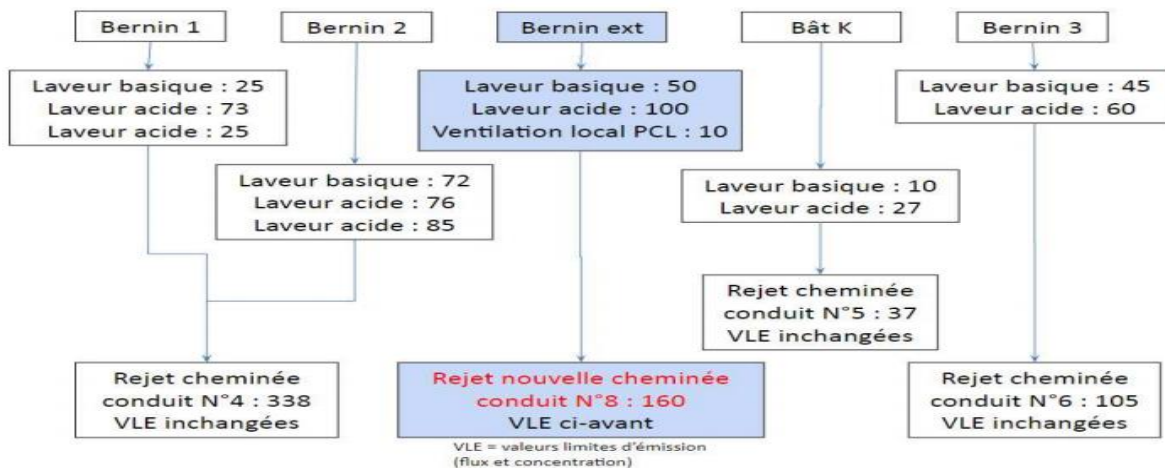 Bernin 1
Bernin 2
Bernin ext
Bât K
Bernin 3
Laveur basique : 25
Laveur acide : 73
Laveur acide : 25
Laveur basique : 72
Laveur acide : 76
Laveur acide : 85
Laveur basique : 50
Laveur acide : 100
Ventilation local PCL : 10
Laveur basique : 10
Laveur acide : 27
Laveur basique : 45
Laveur acide : 60
Rejet cheminée
conduit N°4 : 338
VLE inchangées
Rejet nouvelle cheminée
conduit N°8 : 160
VLE ci-avant
VLE = valeurs limites d'émission
(flux et concentration)
Rejet cheminée
conduit N°5 : 37
VLE inchangées
Rejet cheminée
conduit N°6 : 105
VLE inchangées